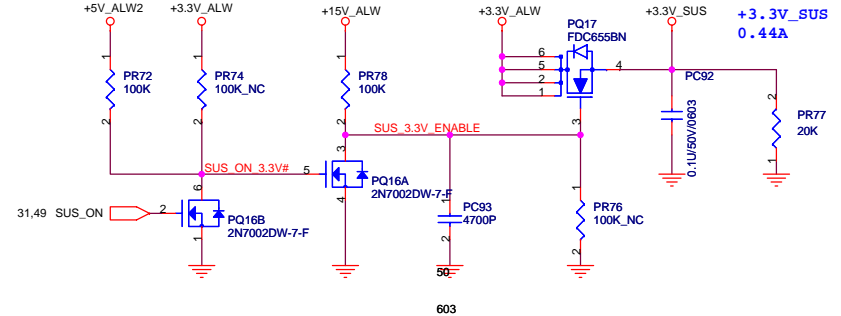 +5V_ALW2
+3.3V_ALW
+15V_ALW
+3.3V_ALW
+3.3V_SUS
+3.3V_SUS
0.44A
PQ17
FDC655BN
1
PR72
100K
2
1
PR74
100K_NC
2
1
PR78
100K
2
6
5
2
1
4
3
PC92
0.1U/50V/0603
2
PR77
20K
1
SUS_3.3V_ENABLE
SUS_ON_3.3V#
5
3
PQ16A
2N7002DW-7-F
4
31,49 SUS_ON
2
6
PQ16B
2N7002DW-7-F
1
1
PC93
4700P
2
50
603
1
PR76
100K_NC
2